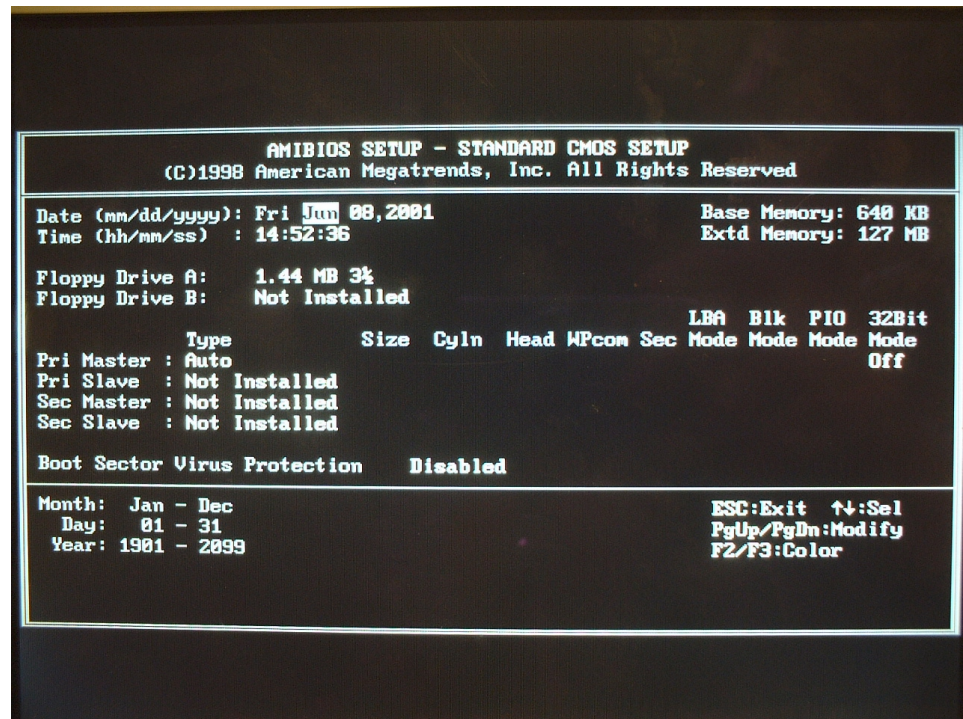 AMIBIOS SETUP - STANDARD CMOS SETUP
(C)1998 American Megatrends, Inc. All Rights Reserved
Date (mm/dd/yyyy): Fri Jun 08,2001 Base Memory: 640 KB
Time (hh/mm/ss) : 14:52:36 Extd Memory: 127 MB
Floppy Drive A: 1.44 MB 3½
Floppy Drive B: Not Installed
LBA Blk PIO 32Bit
Type Size Cyln Head WPcom Sec Mode Mode Mode Mode
Pri Master : Auto Off
Pri Slave : Not Installed
Sec Master : Not Installed
Sec Slave : Not Installed
Boot Sector Virus Protection Disabled
Month: Jan - Dec ESC:Exit ↑↓:Sel
Day: 01 - 31 PgUp/PgDn:Modify
Year: 1901 - 2099 F2/F3:Color